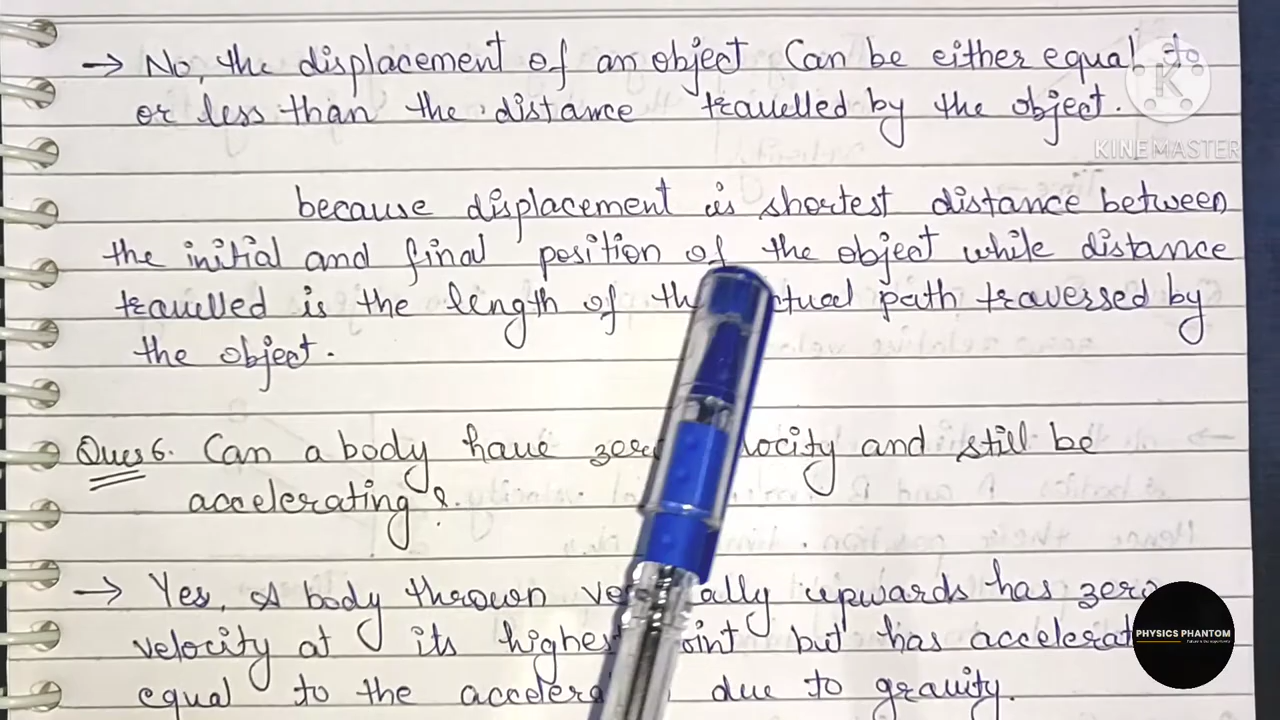 → No, the displacement of an object Can be either equal to
or less than the distance travelled by the object.
KINEMASTER
because displacement is shortest distance between
the initial and final position of the object while distance
travelled is the length of the actual path traversed by
the object.
Ques 6. Can a body have zero velocity and still be
accelerating?
→ Yes, A body thrown vertically upwards has zero
velocity at its highest point but has
PHYSICS PHANTOM
equal to the due to gravity.